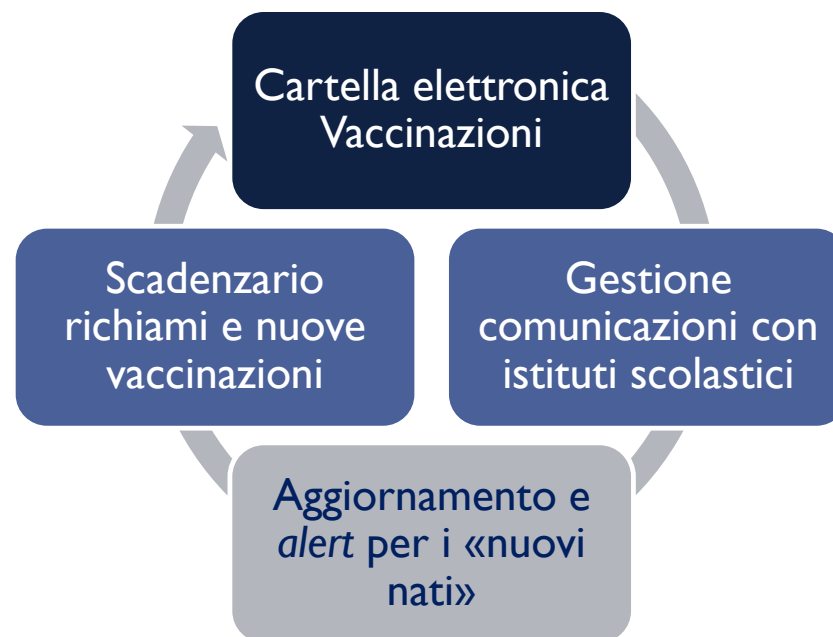 Cartella elettronica
Vaccinazioni
Scadenzario
richiami e nuove
vaccinazioni
Gestione
comunicazioni con
istituti scolastici
Aggiornamento e
alert per i «nuovi
nati»